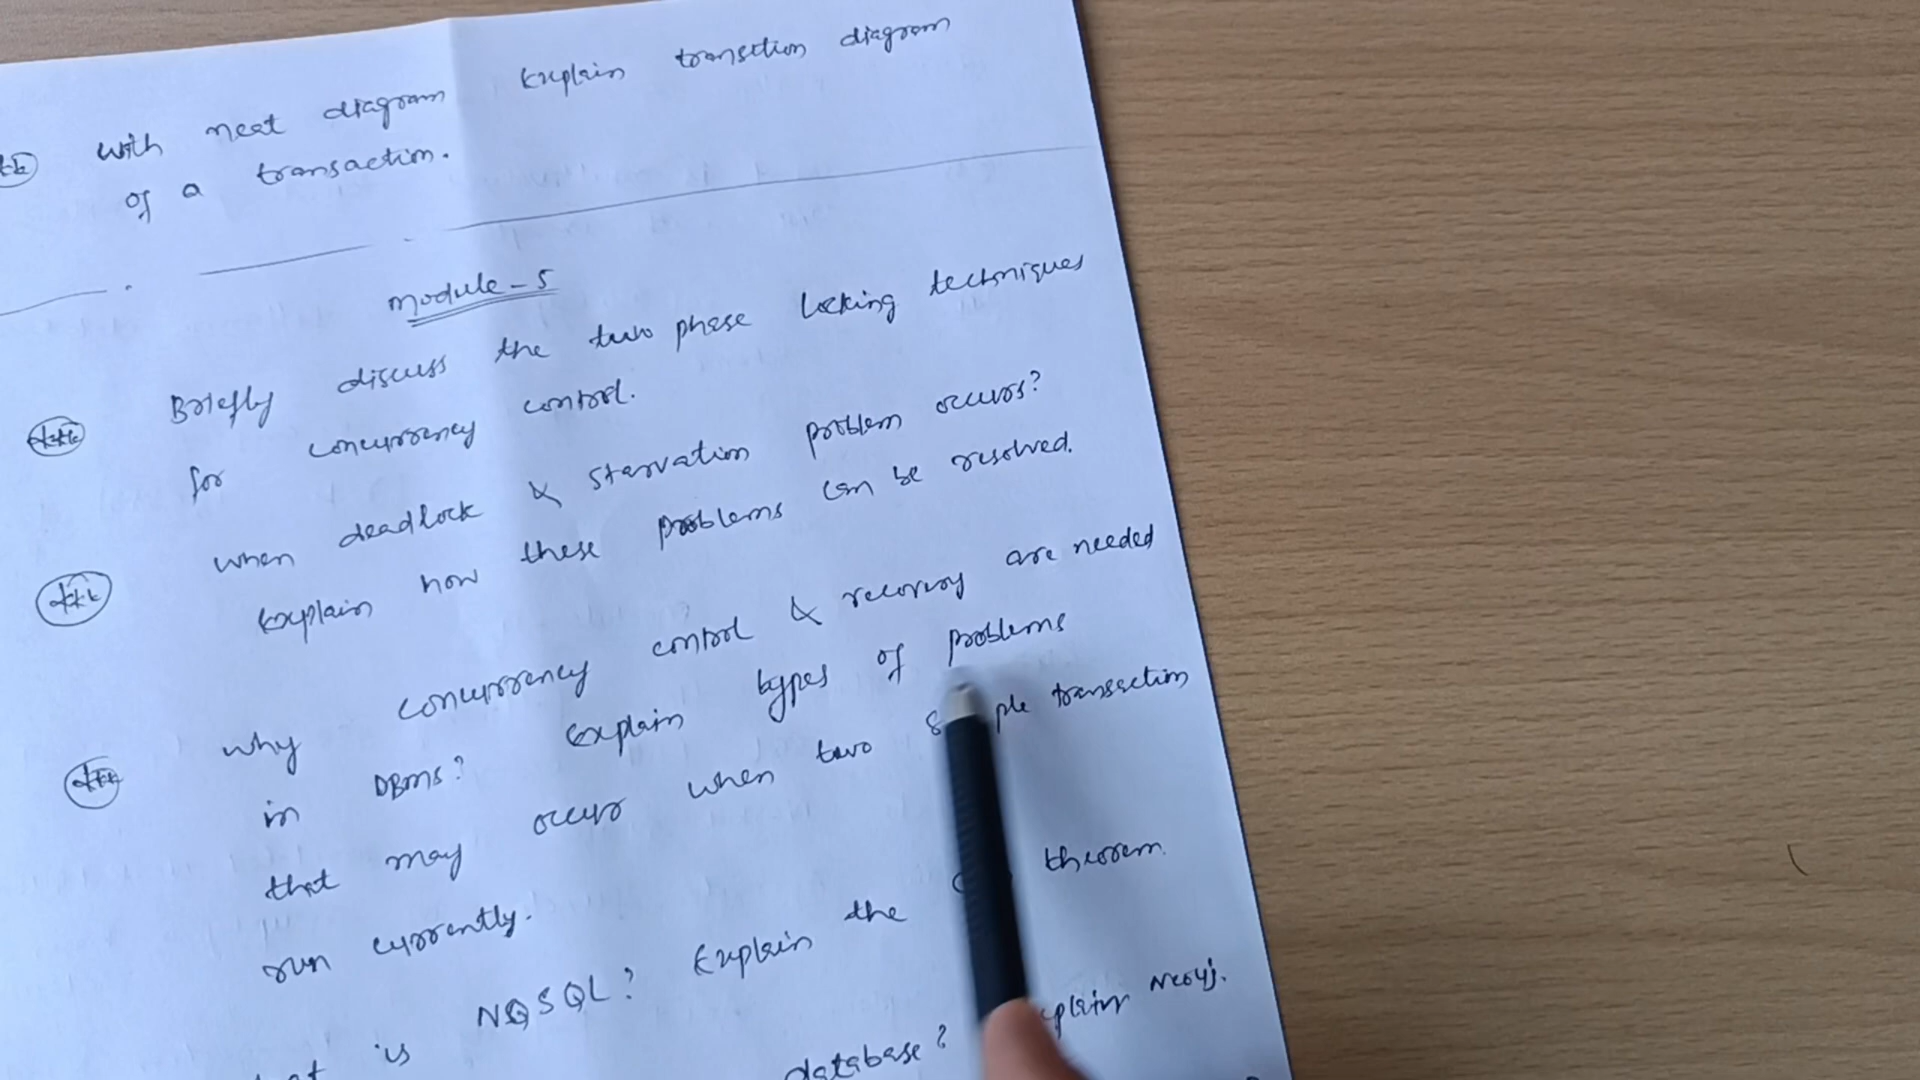 with neat diagram Explain transition diagram
of a transaction.
Module-5
Briefly discuss the two phase locking techniques
for concurrency control.
when deadlock & starvation problem occurs?
Explain how these problems can be resolved.
why concurrency control & recovery are needed
in DBMS? Explain types of problems
that may occur when two transaction
run currently.
is NOSQL? Explain the theorem.
database? Neo4j.